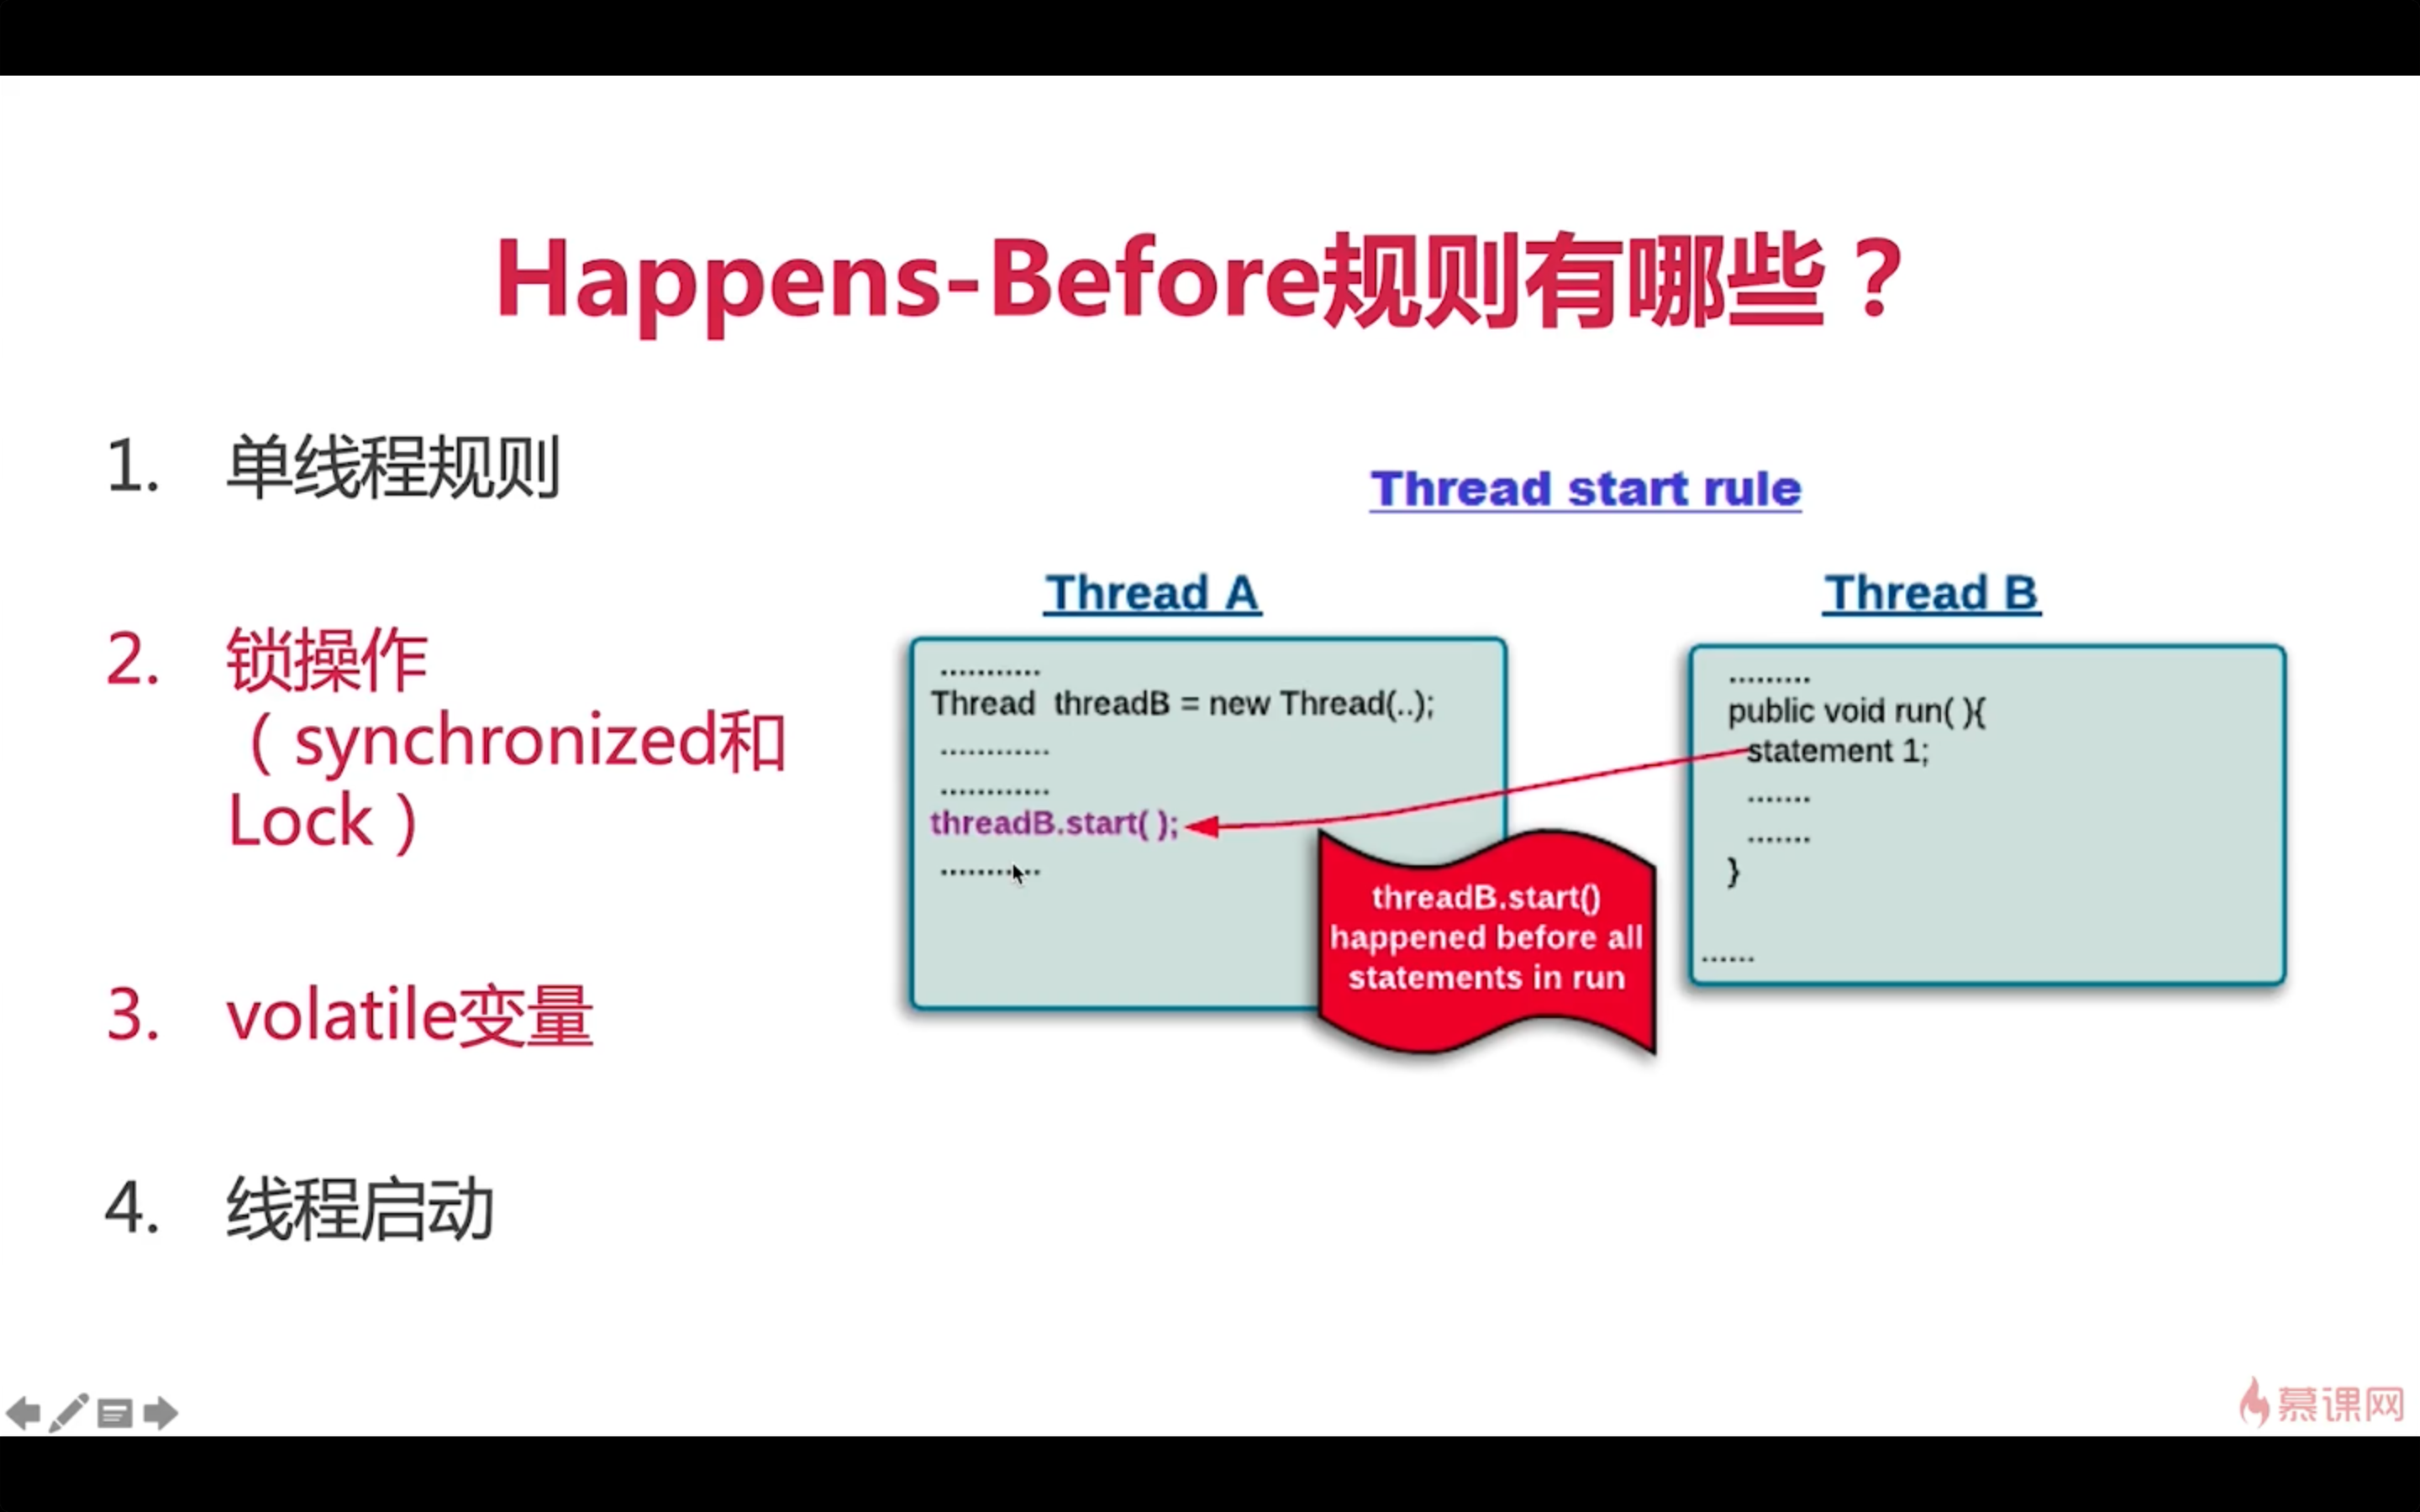 Happens-Before规则有哪些？
1. 单线程规则
2. 锁操作
（synchronized和
Lock）
3. volatile变量
4. 线程启动
Thread start rule
Thread A
...........
Thread threadB = new Thread(..);
............
............
threadB.start( );
...........
Thread B
.........
public void run( ){
statement 1;
.......
.......
}
......
threadB.start()
happened before all
statements in run
慕课网